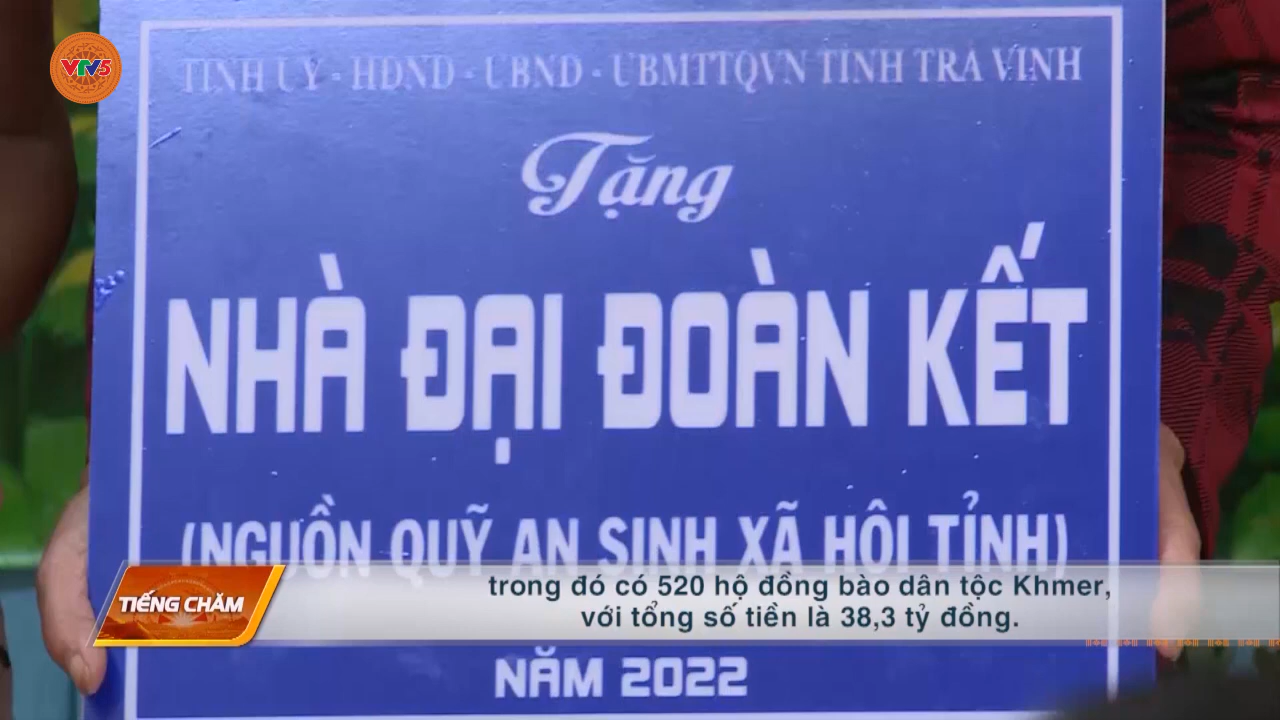 VTV5
TỈNH ỦY - HĐND - UBND - UBMTTQVN TỈNH TRÀ VINH
Tặng
NHÀ ĐẠI ĐOÀN KẾT
(NGUỒN QUỸ AN SINH XÃ HỘI TỈNH)
TIẾNG CHĂM
trong đó có 520 hộ đồng bào dân tộc Khmer,
với tổng số tiền là 38,3 tỷ đồng.
NĂM 2022